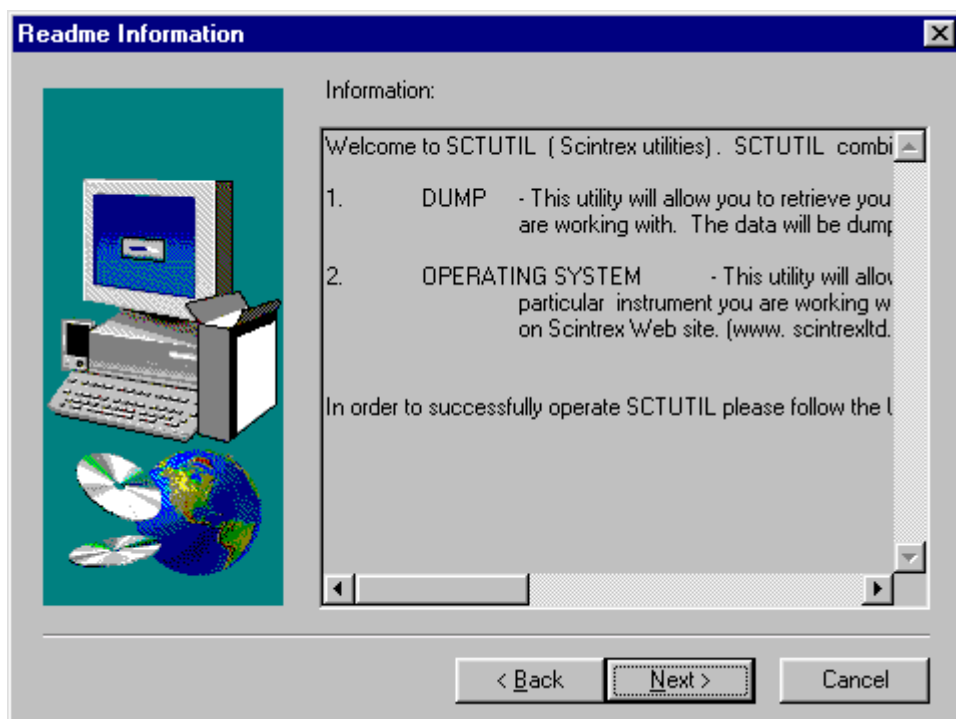 Readme Information
Information:
Welcome to SCTUTIL ( Scintrex utilities) . SCTUTIL combi
1. DUMP - This utility will allow you to retrieve you
are working with. The data will be dump
2. OPERATING SYSTEM - This utility will allow
particular instrument you are working w
on Scintrex Web site. (www. scintrexltd.
In order to successfully operate SCTUTIL please follow the
< Back
Next >
Cancel